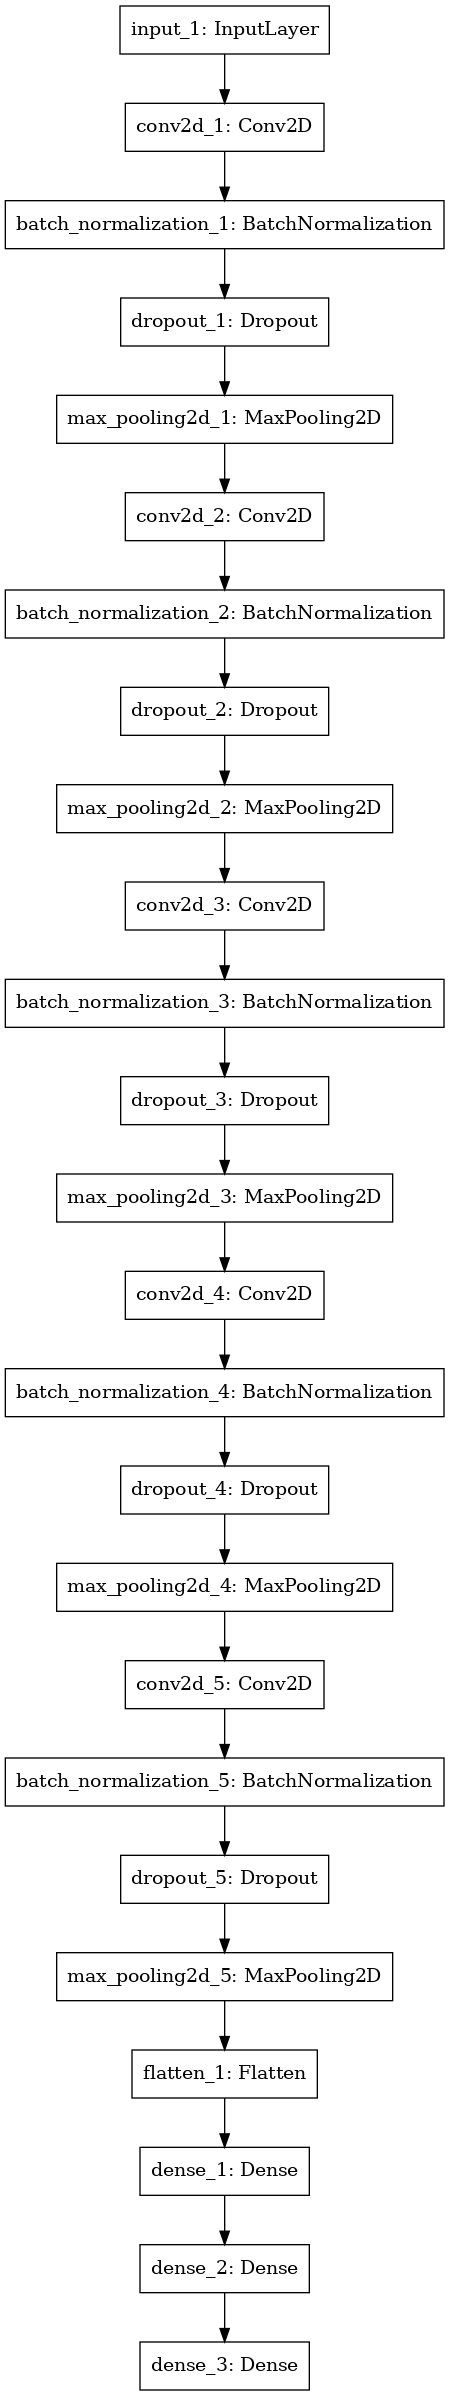 input_1: InputLayer
conv2d_1: Conv2D
batch_normalization_1: BatchNormalization
dropout_1: Dropout
max_pooling2d_1: MaxPooling2D
conv2d_2: Conv2D
batch_normalization_2: BatchNormalization
dropout_2: Dropout
max_pooling2d_2: MaxPooling2D
conv2d_3: Conv2D
batch_normalization_3: BatchNormalization
dropout_3: Dropout
max_pooling2d_3: MaxPooling2D
conv2d_4: Conv2D
batch_normalization_4: BatchNormalization
dropout_4: Dropout
max_pooling2d_4: MaxPooling2D
conv2d_5: Conv2D
batch_normalization_5: BatchNormalization
dropout_5: Dropout
max_pooling2d_5: MaxPooling2D
flatten_1: Flatten
dense_1: Dense
dense_2: Dense
dense_3: Dense